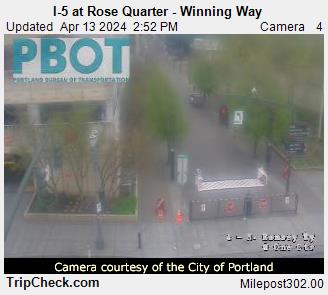 I-5 at Rose Quarter - Winning Way
Updated Apr 13 2024 2:52 PM Camera 4
PBOT
PORTLAND BUREAU OF TRANSPORTATION
Camera courtesy of the City of Portland
TripCheck.com Milepost302.00